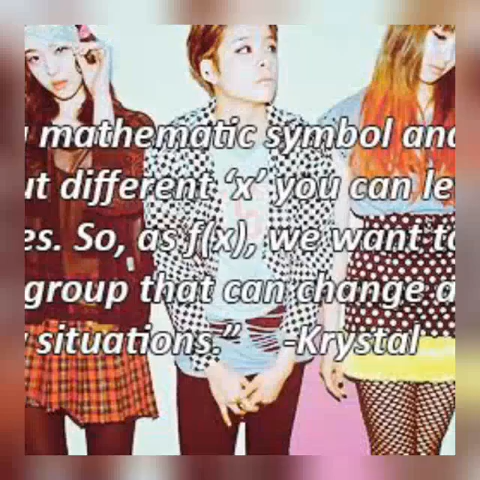 mathematic symbol and
ut different 'x' you can le
es. So, as f(x), we want to
group that can change a
situations." -Krystal